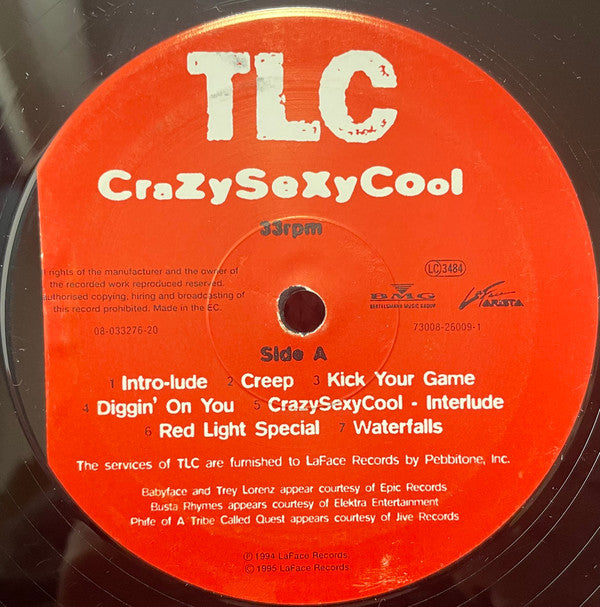 TLC
CraZySeXyCool
33rpm
l rights of the manufacturer and the owner of
the recorded work reproduced reserved.
authorised copying, hiring and broadcasting of
this record prohibited. Made in the EC.
LC 3484
BMG
BERTELSMANN MUSIC GROUP
LaFace
ARISTA
08-033276-20
73008-26009-1
Side A
1 Intro-lude 2 Creep 3 Kick Your Game
4 Diggin' On You 5 CrazySexyCool - Interlude
6 Red Light Special 7 Waterfalls
The services of TLC are furnished to LaFace Records by Pebbitone, Inc.
Babyface and Trey Lorenz appear courtesy of Epic Records
Busta Rhymes appears courtesy of Elektra Entertainment
Phife of A Tribe Called Quest appears courtesy of Jive Records
℗ 1994 LaFace Records
© 1995 LaFace Records